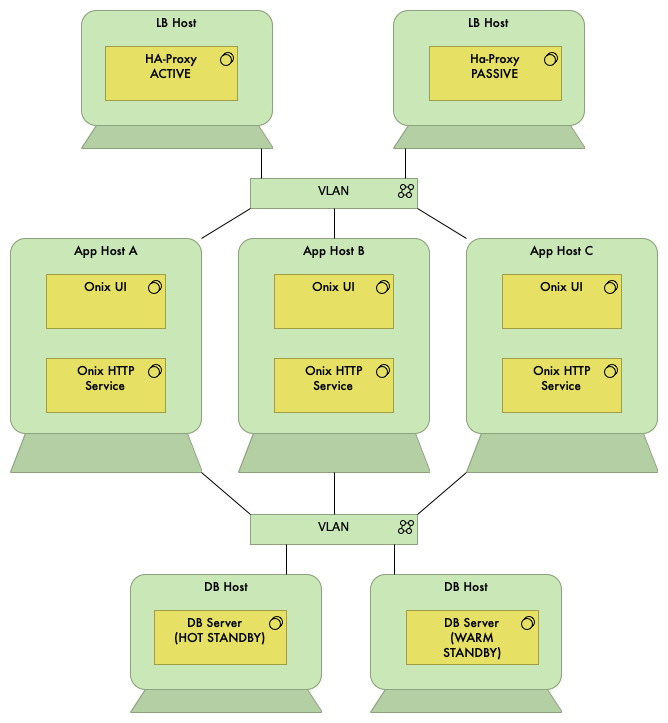 LB Host
HA-Proxy
ACTIVE
LB Host
Ha-Proxy
PASSIVE
VLAN
App Host A
Onix UI
Onix HTTP
Service
App Host B
Onix UI
Onix HTTP
Service
App Host C
Onix UI
Onix HTTP
Service
VLAN
DB Host
DB Server
(HOT STANDBY)
DB Host
DB Server
(WARM
STANDBY)